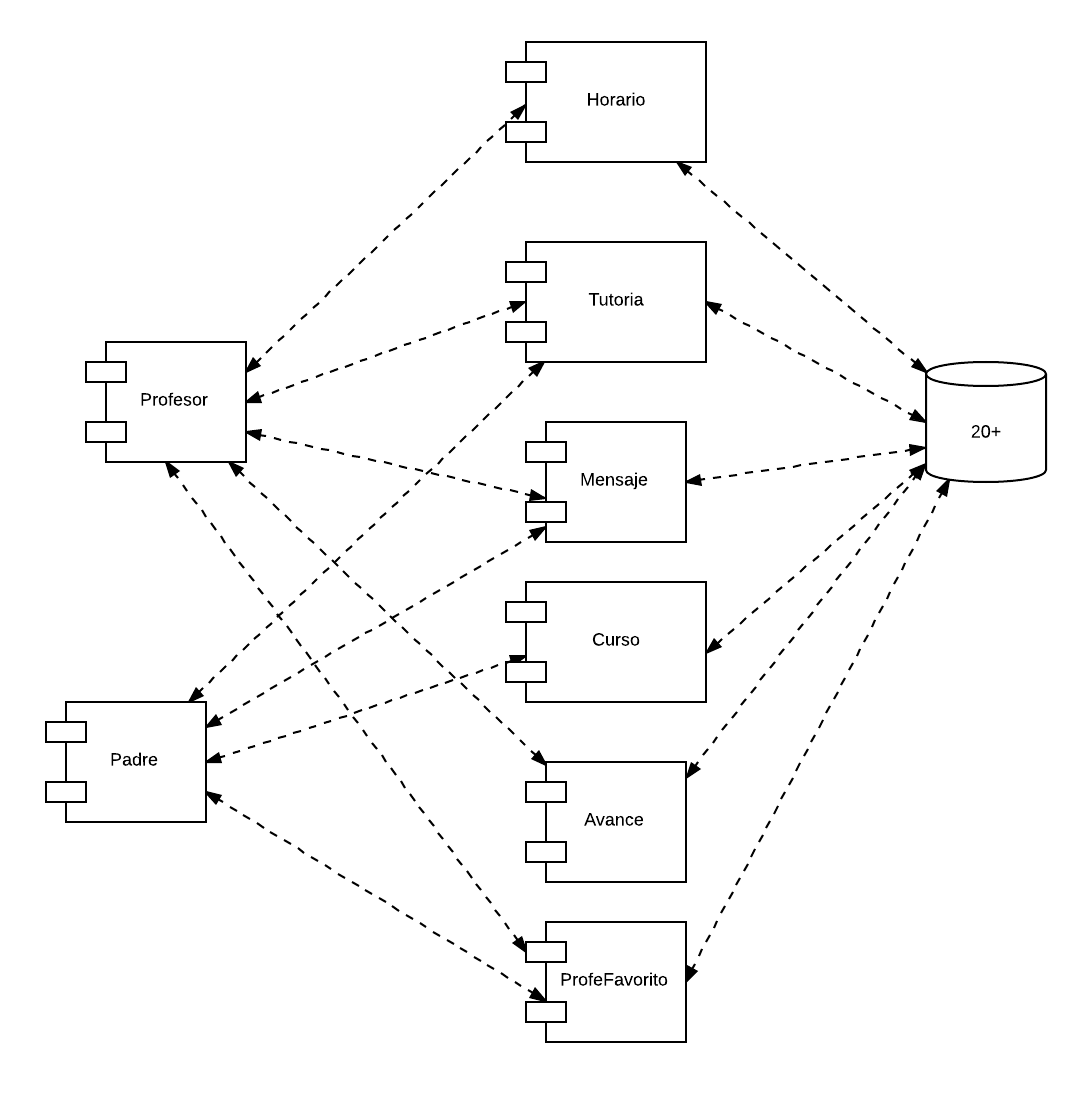 Horario
Tutoria
Profesor
20+
Mensaje
Curso
Padre
Avance
ProfeFavorito